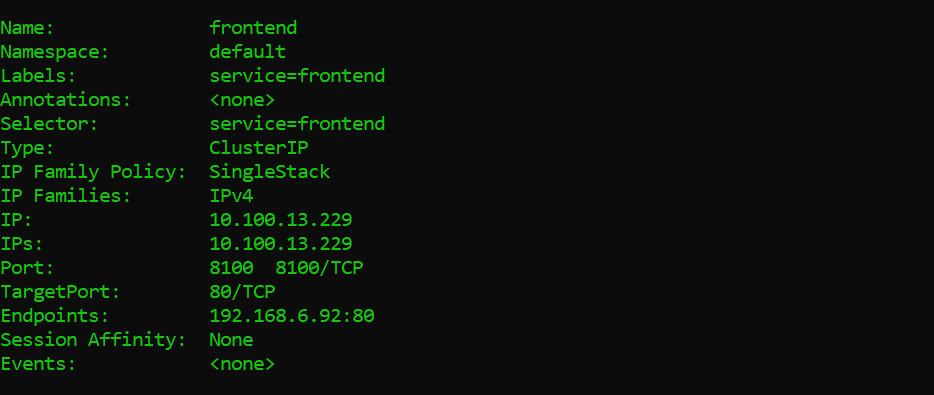 Name: frontend
Namespace: default
Labels: service=frontend
Annotations: <none>
Selector: service=frontend
Type: ClusterIP
IP Family Policy: SingleStack
IP Families: IPv4
IP: 10.100.13.229
IPs: 10.100.13.229
Port: 8100 8100/TCP
TargetPort: 80/TCP
Endpoints: 192.168.6.92:80
Session Affinity: None
Events: <none>